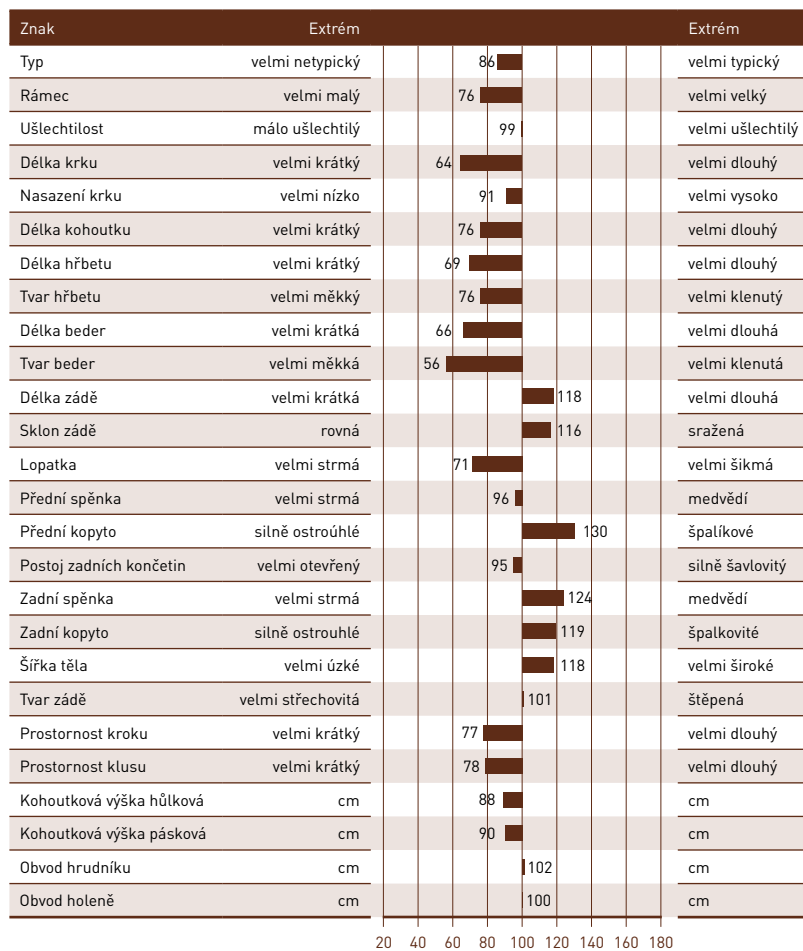 Znak Extrém Extrém
Typ velmi netypický 86 velmi typický
Rámec velmi malý 76 velmi velký
Ušlechtilost málo ušlechtilý 99 velmi ušlechtilý
Délka krku velmi krátký 64 velmi dlouhý
Nasazení krku velmi nízko 91 velmi vysoko
Délka kohoutku velmi krátký 76 velmi dlouhý
Délka hřbetu velmi krátký 69 velmi dlouhý
Tvar hřbetu velmi měkký 76 velmi klenutý
Délka beder velmi krátká 66 velmi dlouhá
Tvar beder velmi měkká 56 velmi klenutá
Délka zádě velmi krátká 118 velmi dlouhá
Sklon zádě rovná 116 sražená
Lopatka velmi strmá 71 velmi šikmá
Přední spěnka velmi strmá 96 medvědí
Přední kopyto silně ostroúhlé 130 špalíkové
Postoj zadních končetin velmi otevřený 95 silně šavlovitý
Zadní spěnka velmi strmá 124 medvědí
Zadní kopyto silně ostrouhlé 119 špalkovité
Šířka těla velmi úzké 118 velmi široké
Tvar zádě velmi střechovitá 101 štěpená
Prostornost kroku velmi krátký 77 velmi dlouhý
Prostornost klusu velmi krátký 78 velmi dlouhý
Kohoutková výška hůlková cm 88 cm
Kohoutková výška pásková cm 90 cm
Obvod hrudníku cm 102 cm
Obvod holeně cm 100 cm
20 40 60 80 100 120 140 160 180